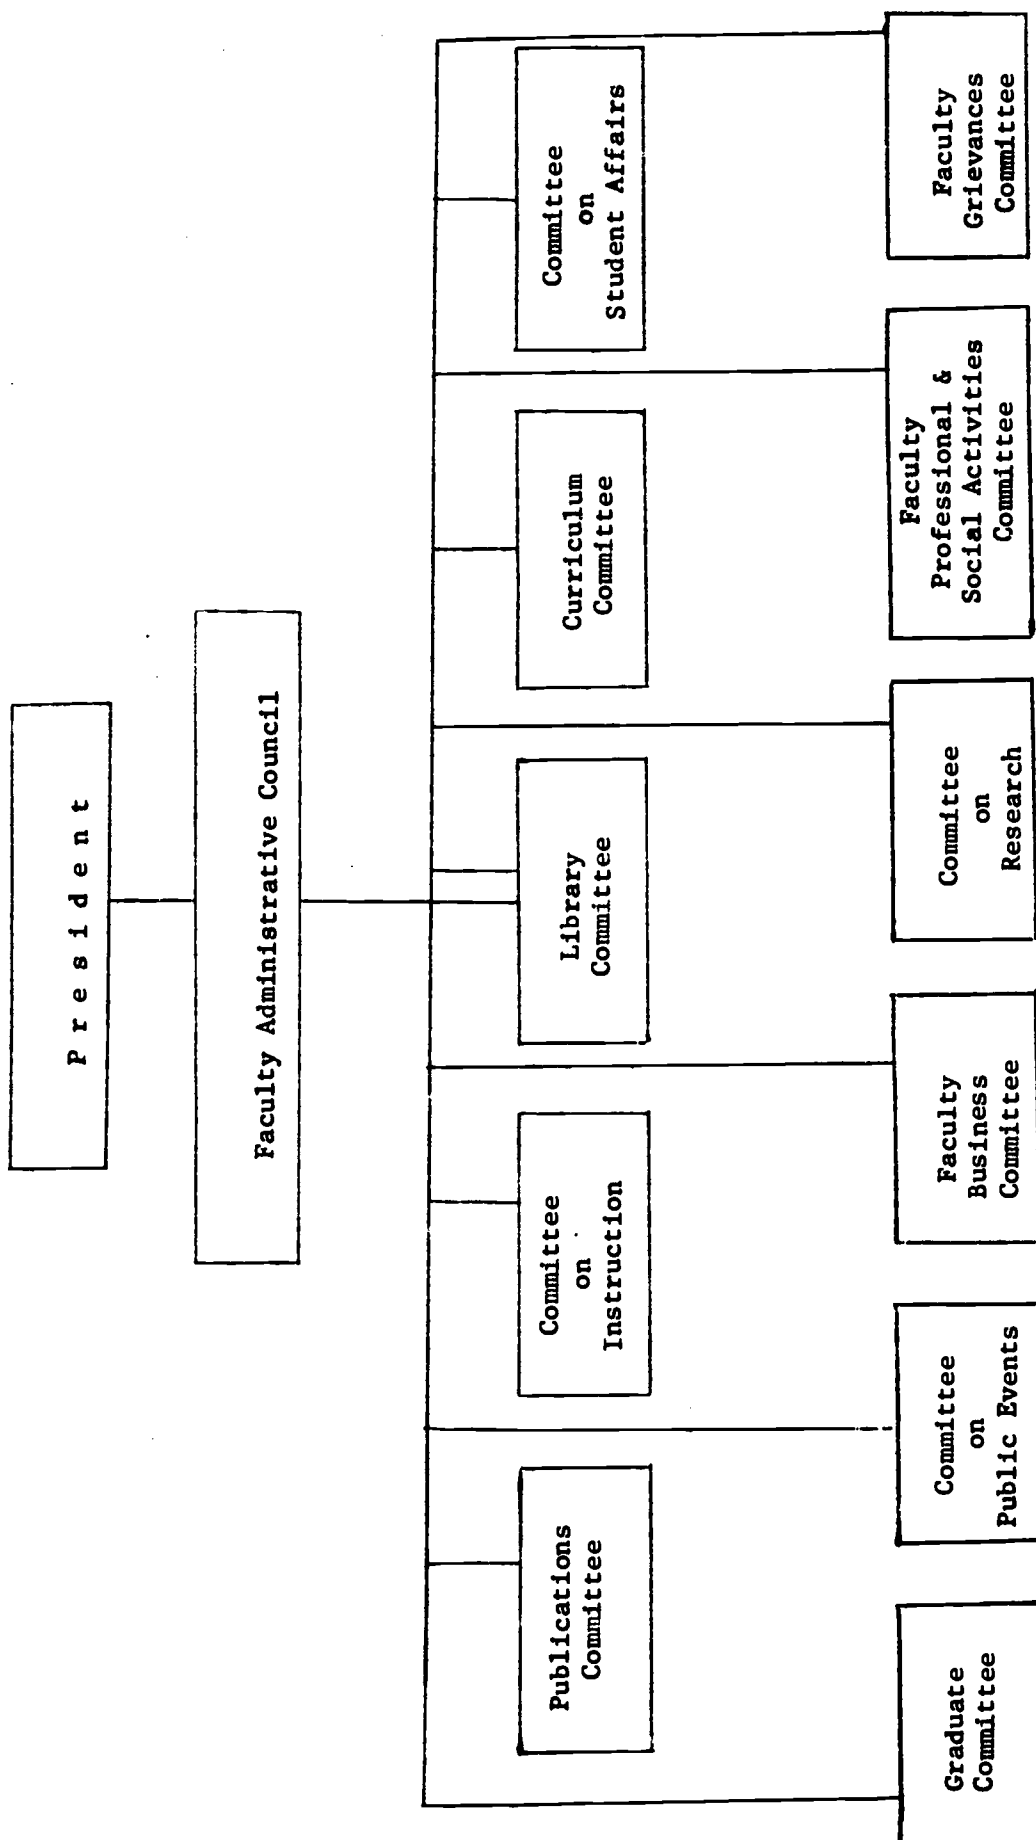 P r e s i d e n t
Faculty Administrative Council
Publications
Committee
Committee
on
Instruction
Library
Committee
Curriculum
Committee
Committee
on
Student Affairs
Graduate
Committee
Committee
on
Public Events
Faculty
Business
Committee
Committee
on
Research
Faculty
Professional &
Social Activities
Committee
Faculty
Grievances
Committee